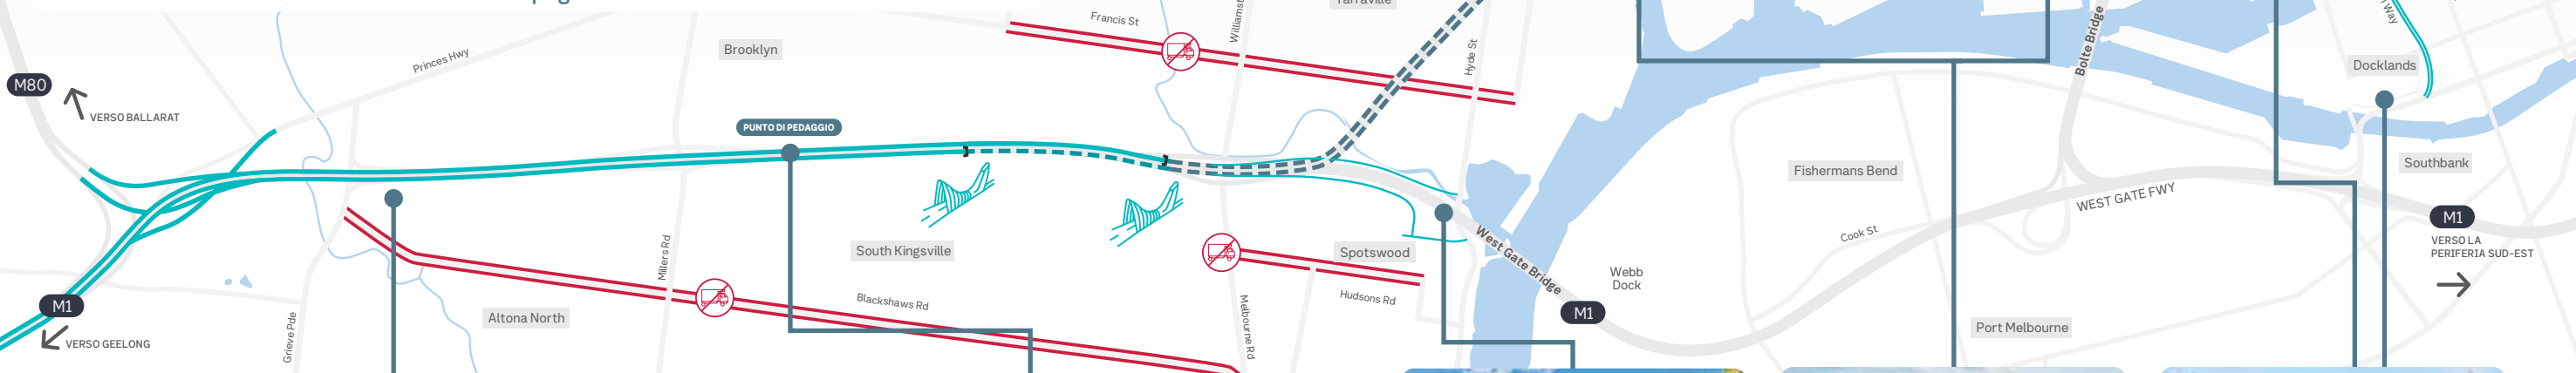 Francis St
Williamst
Brooklyn
Princes Hwy
Hyde St
Bolte Bridge
Way
Docklands
M80
VERSO BALLARAT
PUNTO DI PEDAGGIO
Fishermans Bend
Southbank
WEST GATE FWY
M1
VERSO LA
PERIFERIA SUD-EST
Cook St
West Gate Bridge
Webb
Dock
M1
Port Melbourne
South Kingsville
Spotswood
Millers Rd
Blackshaws Rd
Hudsons Rd
Melbourne Rd
Altona North
Grieve Pde
M1
VERSO GEELONG